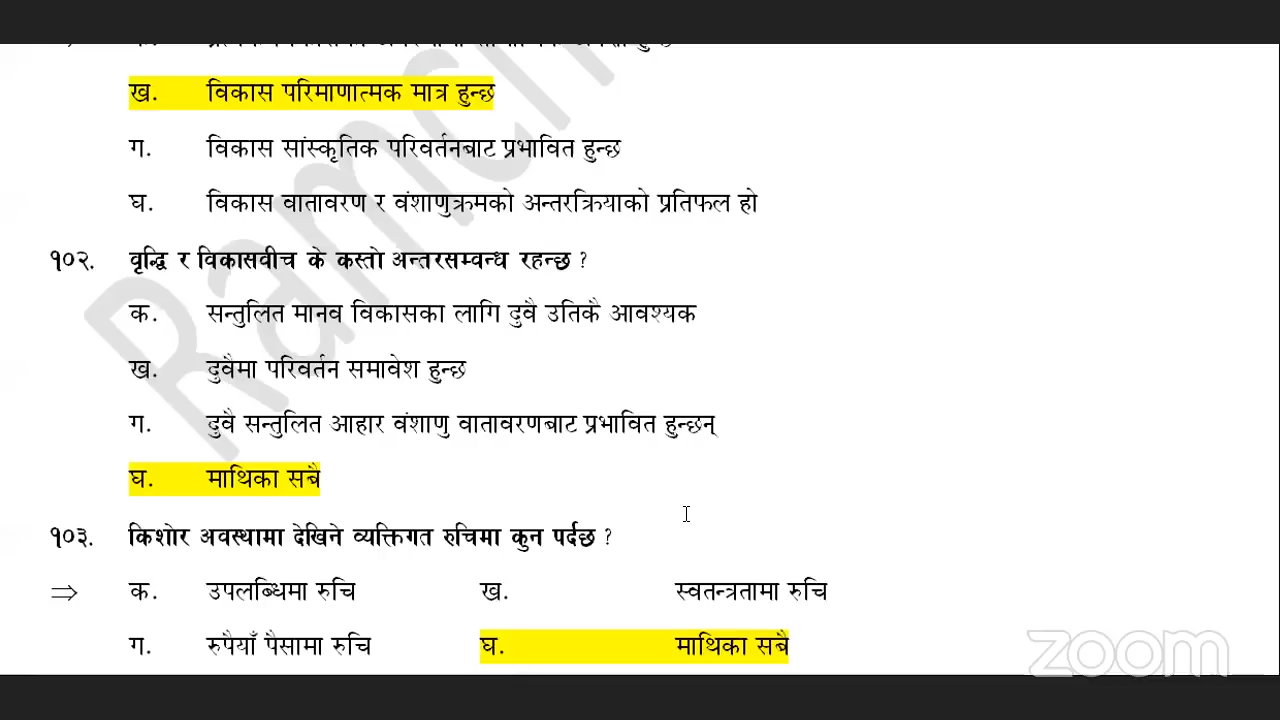 ख. विकास परिमाणात्मक मात्र हुन्छ
ग. विकास सांस्कृतिक परिवर्तनबाट प्रभावित हुन्छ
घ. विकास वातावरण र वंशाणुक्रमको अन्तरक्रियाको प्रतिफल हो
१०२. वृद्धि र विकासवीच के कस्तो अन्तरसम्वन्ध रहन्छ ?
क. सन्तुलित मानव विकासका लागि दुवै उतिकै आवश्यक
ख. दुवैमा परिवर्तन समावेश हुन्छ
ग. दुवै सन्तुलित आहार वंशाणु वातावरणबाट प्रभावित हुन्छन्
घ. माथिका सबै
१०३. किशोर अवस्थामा देखिने व्यक्तिगत रुचिमा कुन पर्दछ ?
⇒ क. उपलब्धिमा रुचि ख. स्वतन्त्रतामा रुचि
ग. रुपैयाँ पैसामा रुचि घ. माथिका सबै
zoom